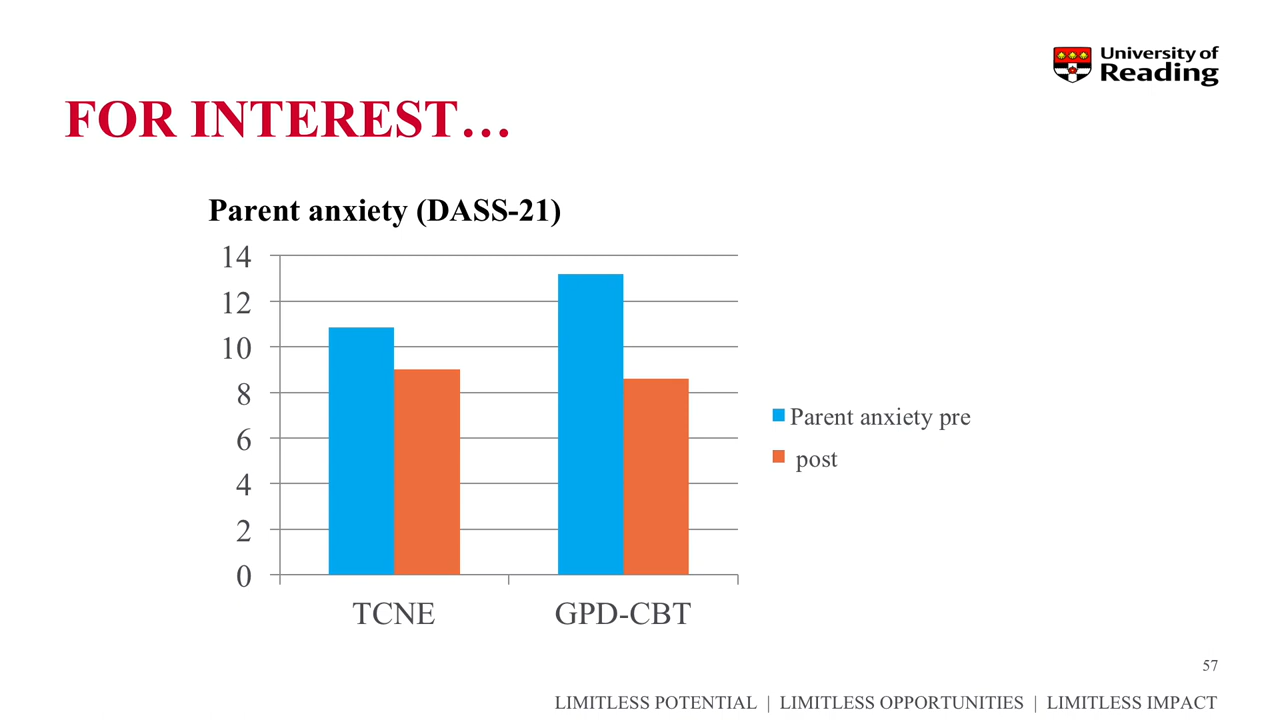 University of
Reading
FOR INTEREST…
Parent anxiety (DASS-21)
14
12
10
8
6
4
2
0
TCNE
GPD-CBT
Parent anxiety pre
post
57
LIMITLESS POTENTIAL | LIMITLESS OPPORTUNITIES | LIMITLESS IMPACT